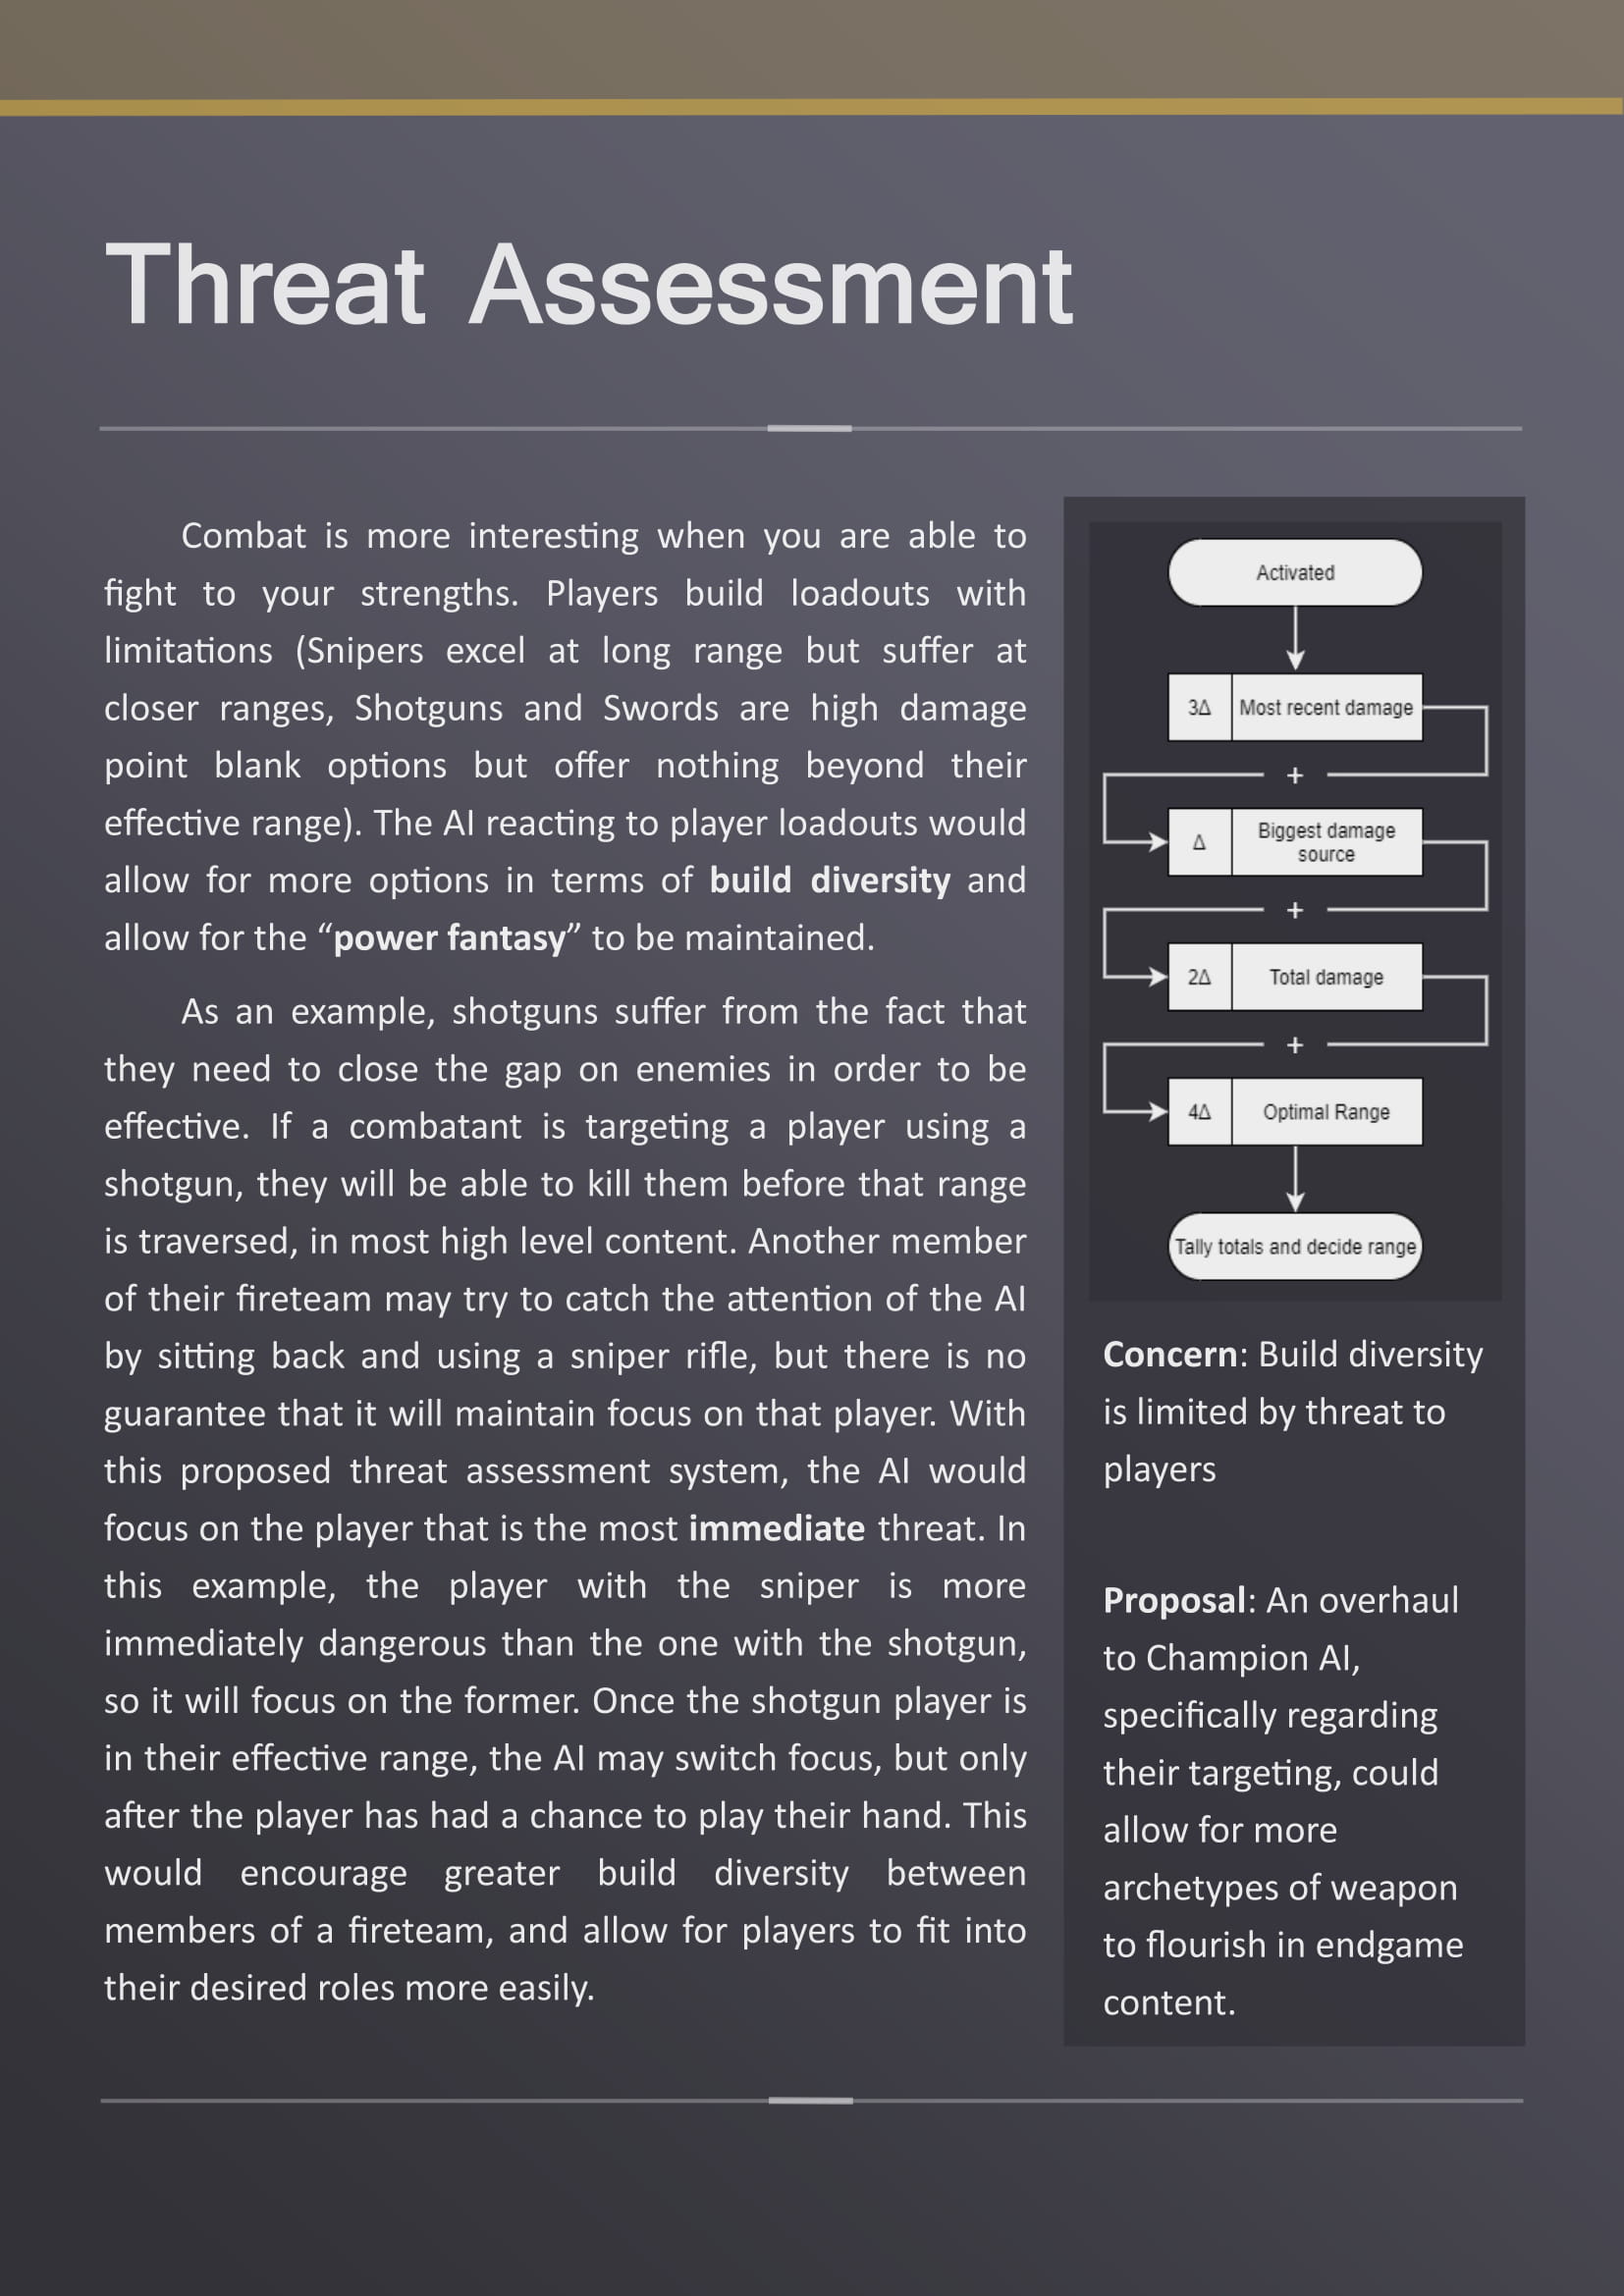 Threat Assessment
Combat is more interesting when you are able to
fight to your strengths. Players build loadouts with
limitations (Snipers excel at long range but suffer at
closer ranges, Shotguns and Swords are high damage
point blank options but offer nothing beyond their
effective range). The AI reacting to player loadouts would
allow for more options in terms of build diversity and
allow for the “power fantasy” to be maintained.
As an example, shotguns suffer from the fact that
they need to close the gap on enemies in order to be
effective. If a combatant is targeting a player using a
shotgun, they will be able to kill them before that range
is traversed, in most high level content. Another member
of their fireteam may try to catch the attention of the AI
by sitting back and using a sniper rifle, but there is no
guarantee that it will maintain focus on that player. With
this proposed threat assessment system, the AI would
focus on the player that is the most immediate threat. In
this example, the player with the sniper is more
immediately dangerous than the one with the shotgun,
so it will focus on the former. Once the shotgun player is
in their effective range, the AI may switch focus, but only
after the player has had a chance to play their hand. This
would encourage greater build diversity between
members of a fireteam, and allow for players to fit into
their desired roles more easily.
Activated
3Δ Most recent damage
+
Δ Biggest damage
source
+
2Δ Total damage
+
4Δ Optimal Range
Tally totals and decide range
Concern: Build diversity
is limited by threat to
players
Proposal: An overhaul
to Champion AI,
specifically regarding
their targeting, could
allow for more
archetypes of weapon
to flourish in endgame
content.